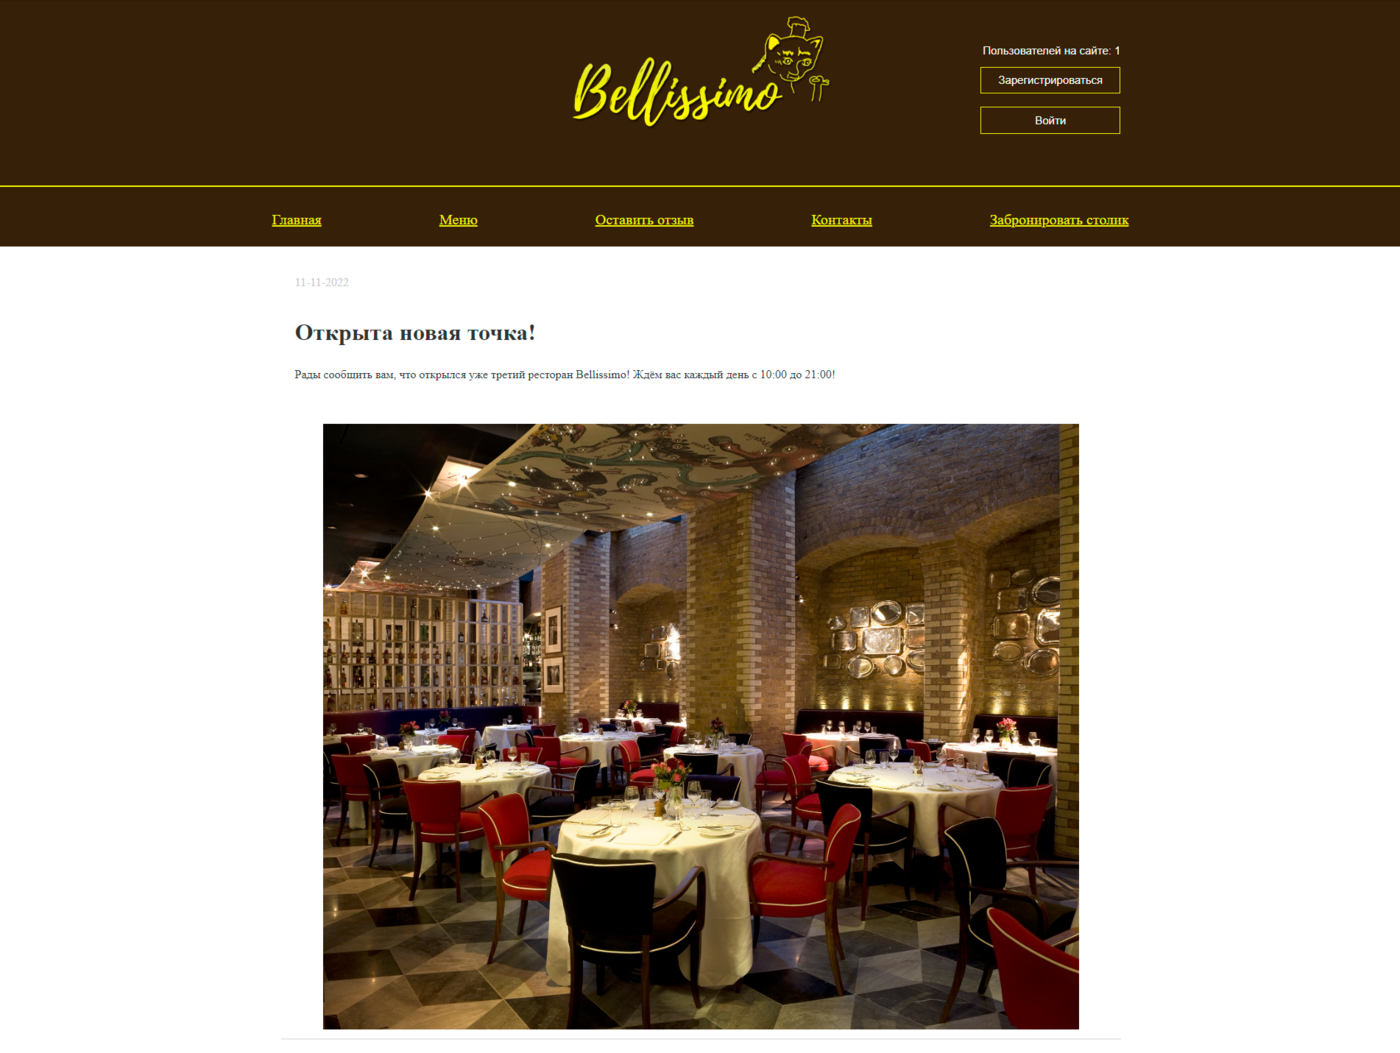 Bellissimo
Пользователей на сайте: 1
Зарегистрироваться
Войти
Главная
Меню
Оставить отзыв
Контакты
Забронировать столик
11-11-2022
Открыта новая точка!
Рады сообщить вам, что открылся уже третий ресторан Bellissimo! Ждём вас каждый день с 10:00 до 21:00!